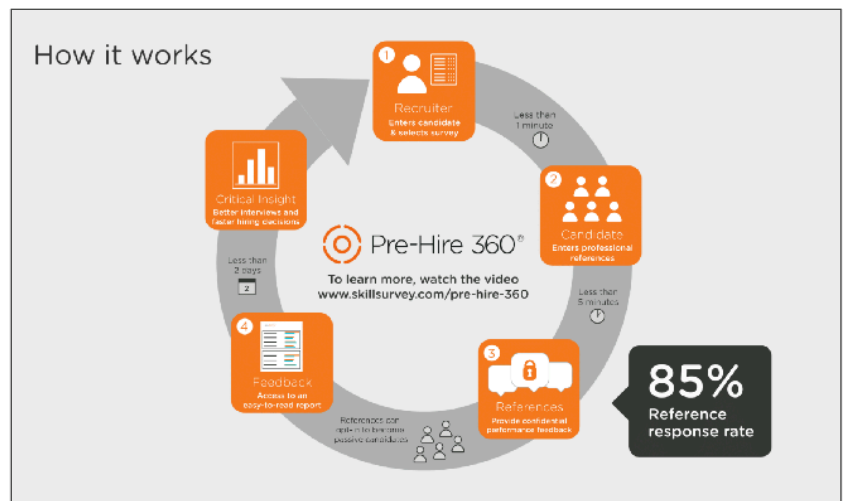 How it works
1
Recruiter
Enters candidate
& selects survey
Less than
1 minute
2
Candidate
Enters professional
references
Less than
5 minutes
3
References
Provide confidential
performance feedback
85%
Reference
response rate
References can
opt-in to become
passive candidates
4
Feedback
Access to an
easy-to-read report
Less than
2 days
2
Critical Insight
Better interviews and
faster hiring decisions
Pre-Hire 360®
To learn more, watch the video
www.skillsurvey.com/pre-hire-360